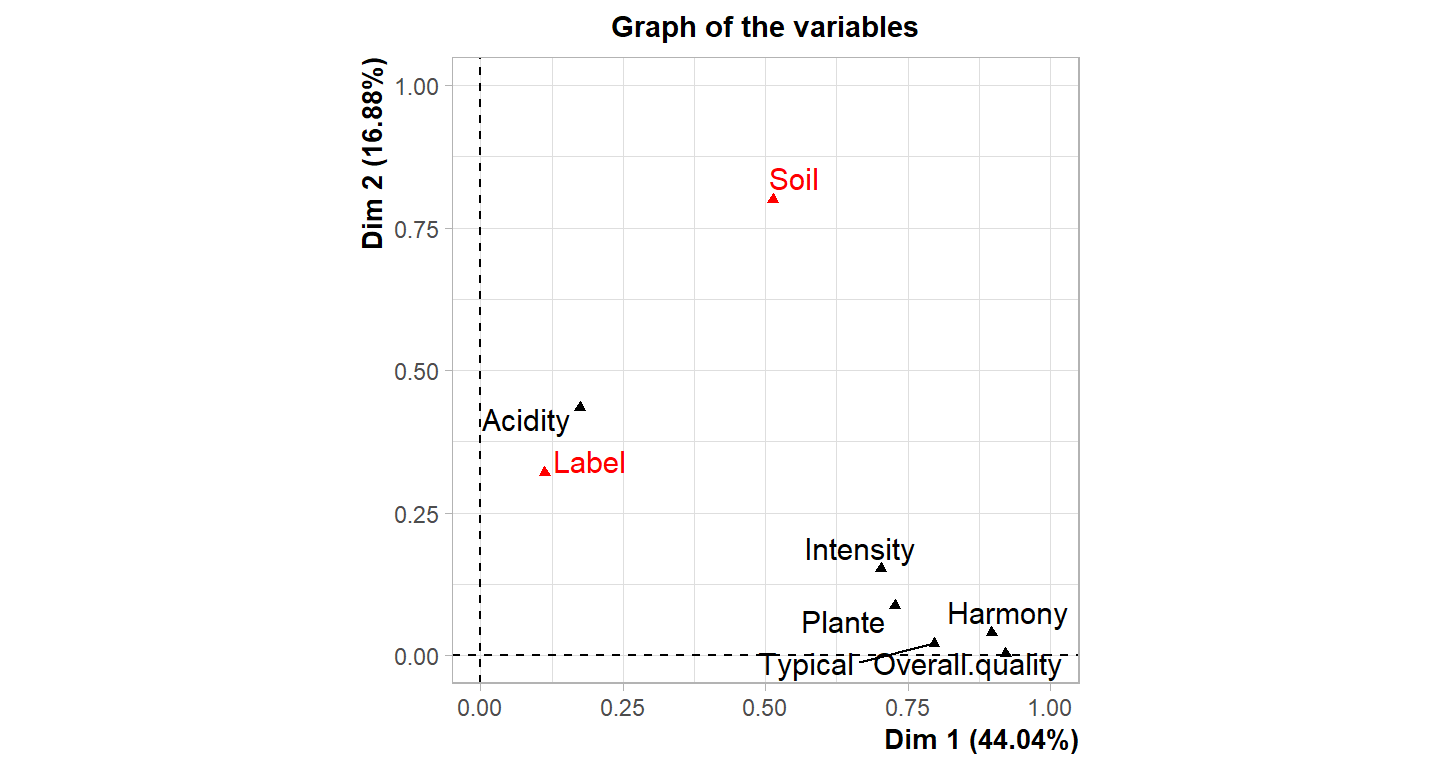 Graph of the variables
Dim 2 (16.88%)
1.00
0.75
0.50
0.25
0.00
Soil
Acidity
Label
Intensity
Plante
Harmony
Typical
Overall.quality
0.00 0.25 0.50 0.75 1.00
Dim 1 (44.04%)